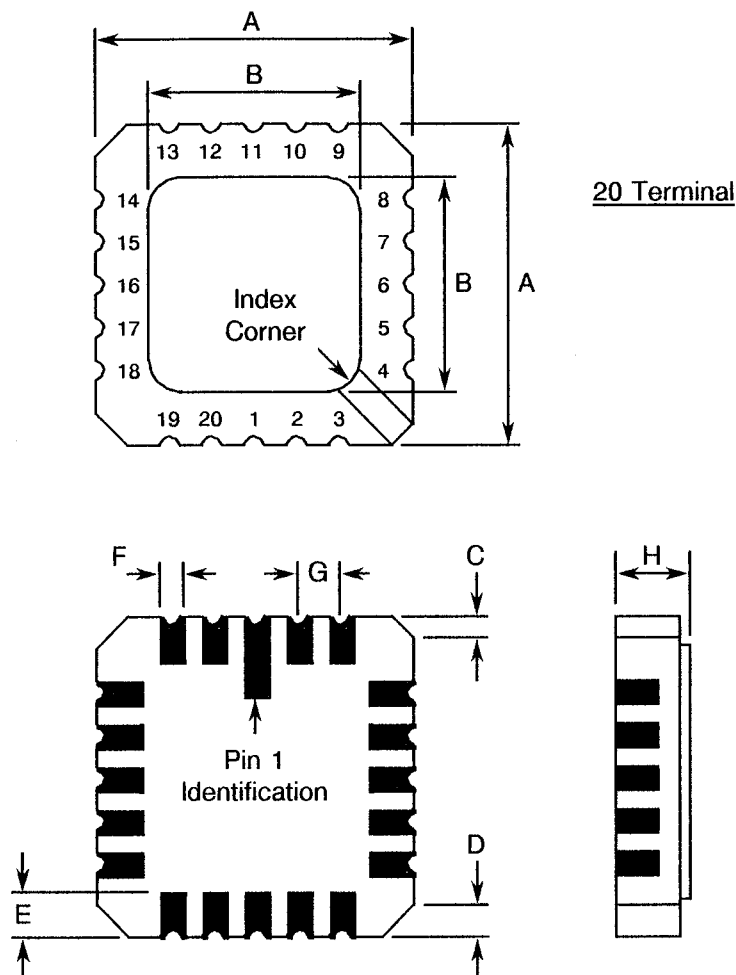 A
B
13 12 11 10 9
20 Terminal
14 8
15 7
16 6
17 5
18 4
B A
Index
Corner
19 20 1 2 3
F G C H
Pin 1
Identification
D
E